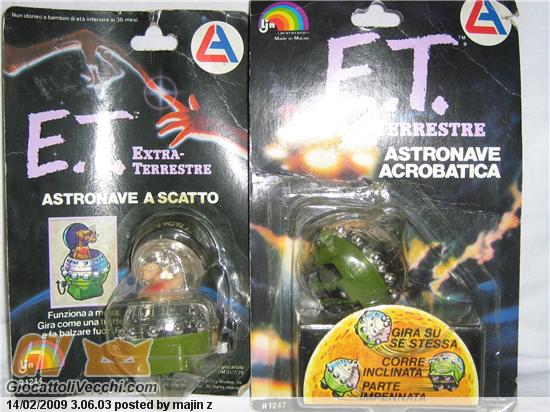 Non idoneo a bambini di età inferiore ai 36 mesi.
E.T.
EXTRA-
TERRESTRE
ASTRONAVE A SCATTO
Funziona a
Gira come una
e fa balzare
ljn
GiocattoliVecchi.com
14/02/2009 3.06.03 posted by majin z
ljn
Made in Macao
E.T.
TERRESTRE
ASTRONAVE
ACROBATICA
GIRA SU
SE STESSA
CORRE
INCLINATA
PARTE
IMPENNATA
#1247